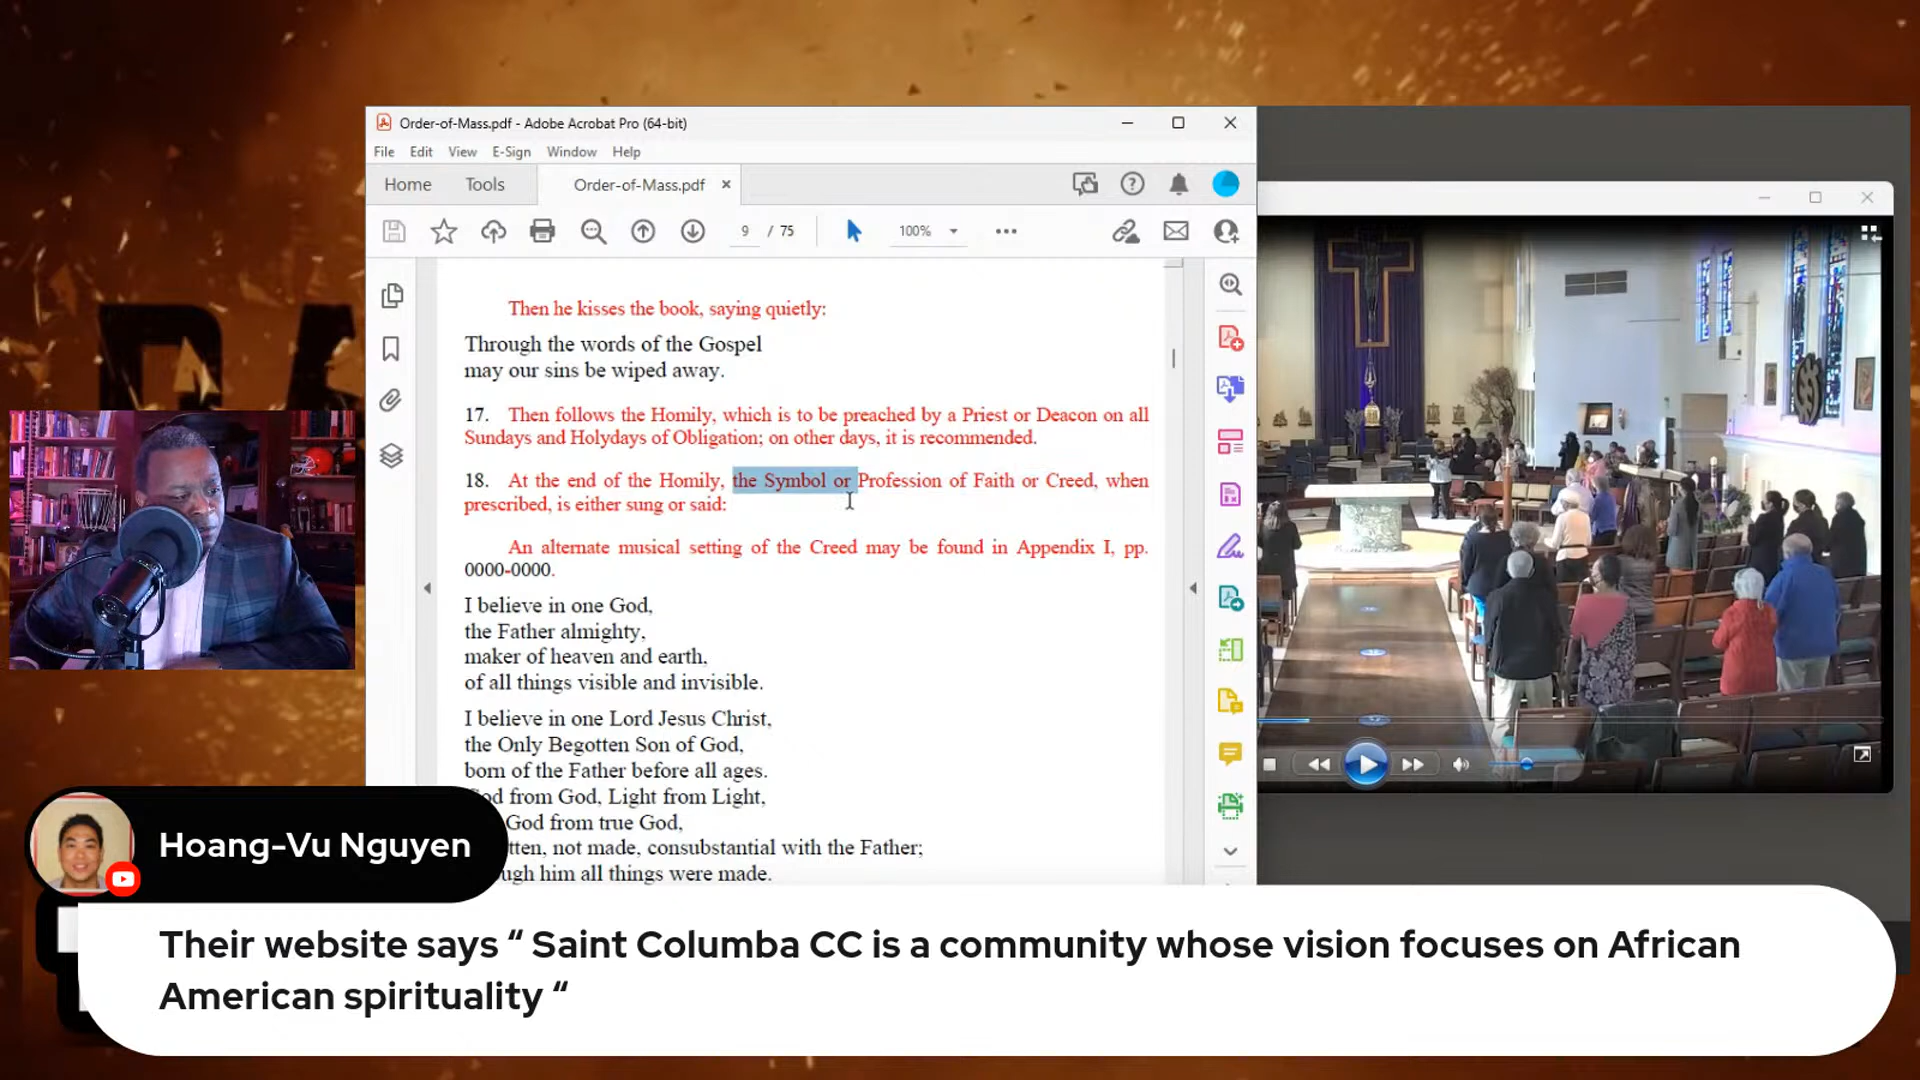 Order-of-Mass.pdf - Adobe Acrobat Pro (64-bit)
File Edit View E-Sign Window Help
Home Tools Order-of-Mass.pdf
9 / 75 100%
Then he kisses the book, saying quietly:
Through the words of the Gospel
may our sins be wiped away.
17. Then follows the Homily, which is to be preached by a Priest or Deacon on all
Sundays and Holydays of Obligation; on other days, it is recommended.
18. At the end of the Homily, the Symbol or Profession of Faith or Creed, when
prescribed, is either sung or said:
An alternate musical setting of the Creed may be found in Appendix I, pp.
0000-0000.
I believe in one God,
the Father almighty,
maker of heaven and earth,
of all things visible and invisible.
I believe in one Lord Jesus Christ,
the Only Begotten Son of God,
born of the Father before all ages.
God from God, Light from Light,
God from true God,
not made, consubstantial with the Father;
him all things were made.
Hoang-Vu Nguyen
Their website says “ Saint Columba CC is a community whose vision focuses on African
American spirituality “